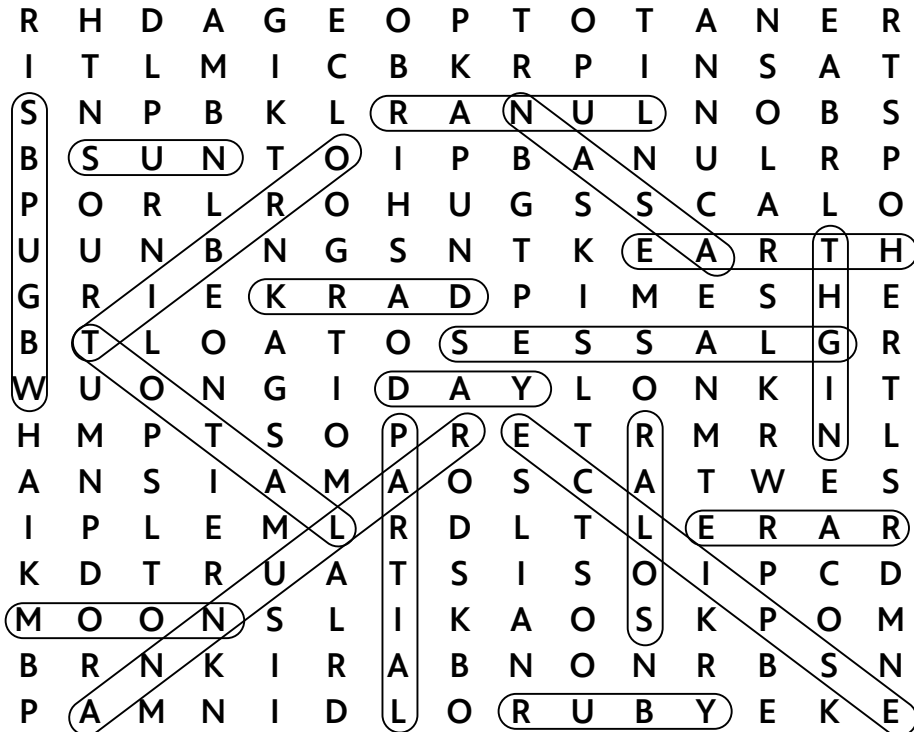 R H D A G E O P T O T A N E R
I T L M I C B K R P I N S A T
S N P B K L R A N U L N O B S
B S U N T O I P B A N U L R P
P O R L R O H U G S S C A L O
U U N B N G S N T K E A R T H
G R I E K R A D P I M E S H E
B T L O A T O S E S S A L G R
W U O N G I D A Y L O N K I T
H M P T S O P R E T R M R N L
A N S I A M A O S C A T W E S
I P L E M L R D L T L E R A R
K D T R U A T S I S O I P C D
M O O N S L I K A O S K P O M
B R N K I R A B N O N R B S N
P A M N I D L O R U B Y E K E